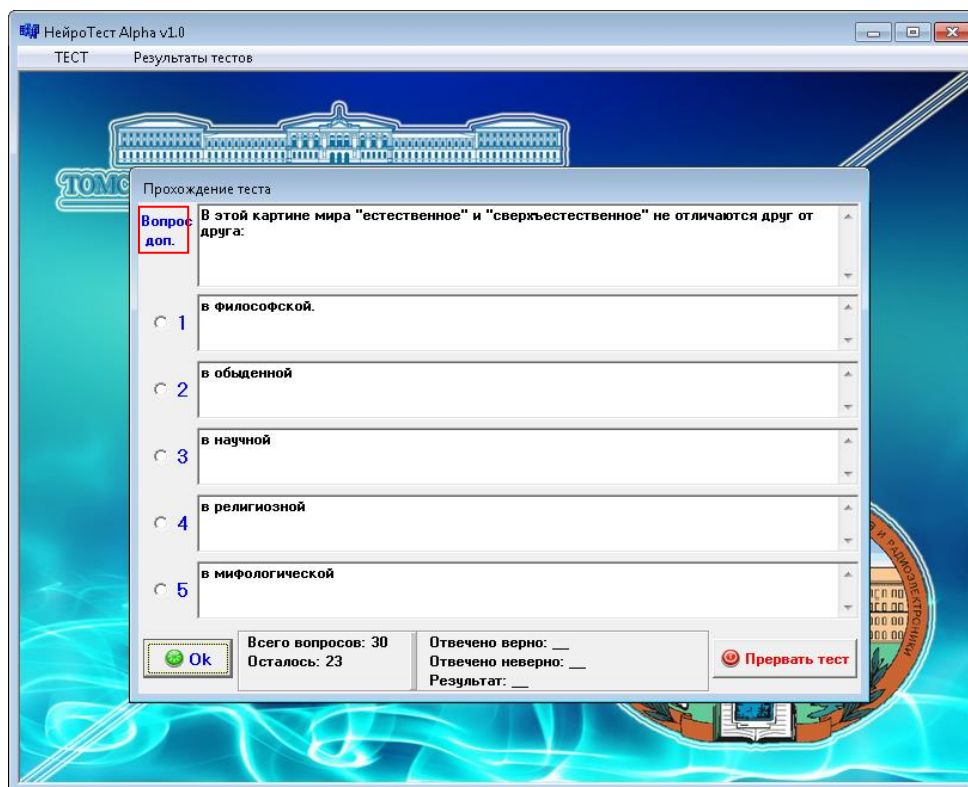 НейроТест Alpha v1.0
ТЕСТ Результаты тестов
ТОМС
Прохождение теста
Вопрос доп.
В этой картине мира "естественное" и "сверхъестественное" не отличаются друг от
друга:
1 в философской.
2 в обыденной
3 в научной
4 в религиозной
5 в мифологической
Ok
Всего вопросов: 30
Осталось: 23
Отвечено верно: __
Отвечено неверно: __
Результат: __
Прервать тест
И РАДИОЭЛЕКТРОНИКИ